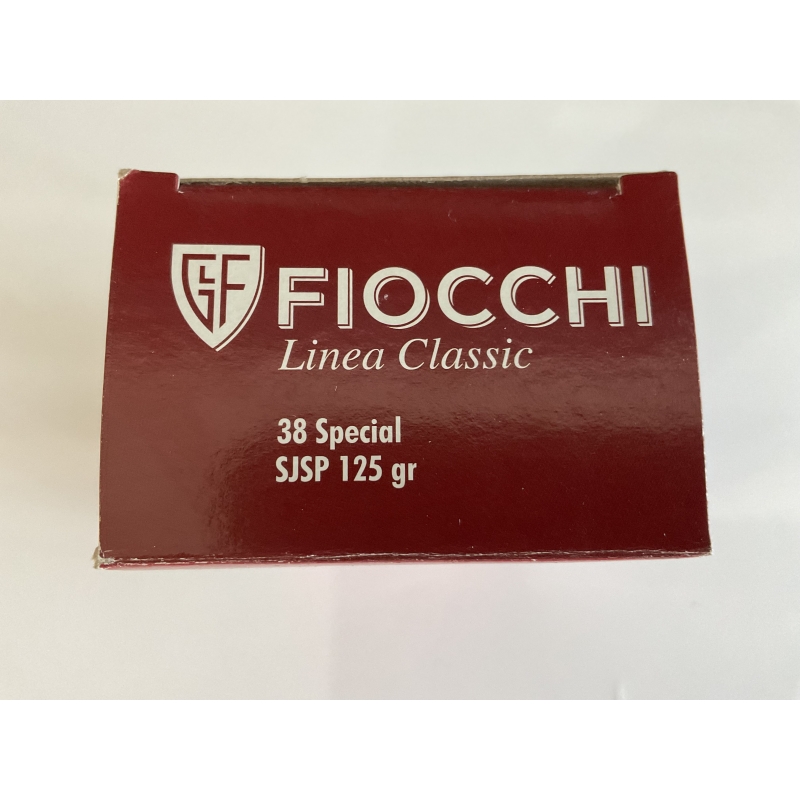 GF FIOCCHI
Linea Classic
38 Special
SJSP 125 gr